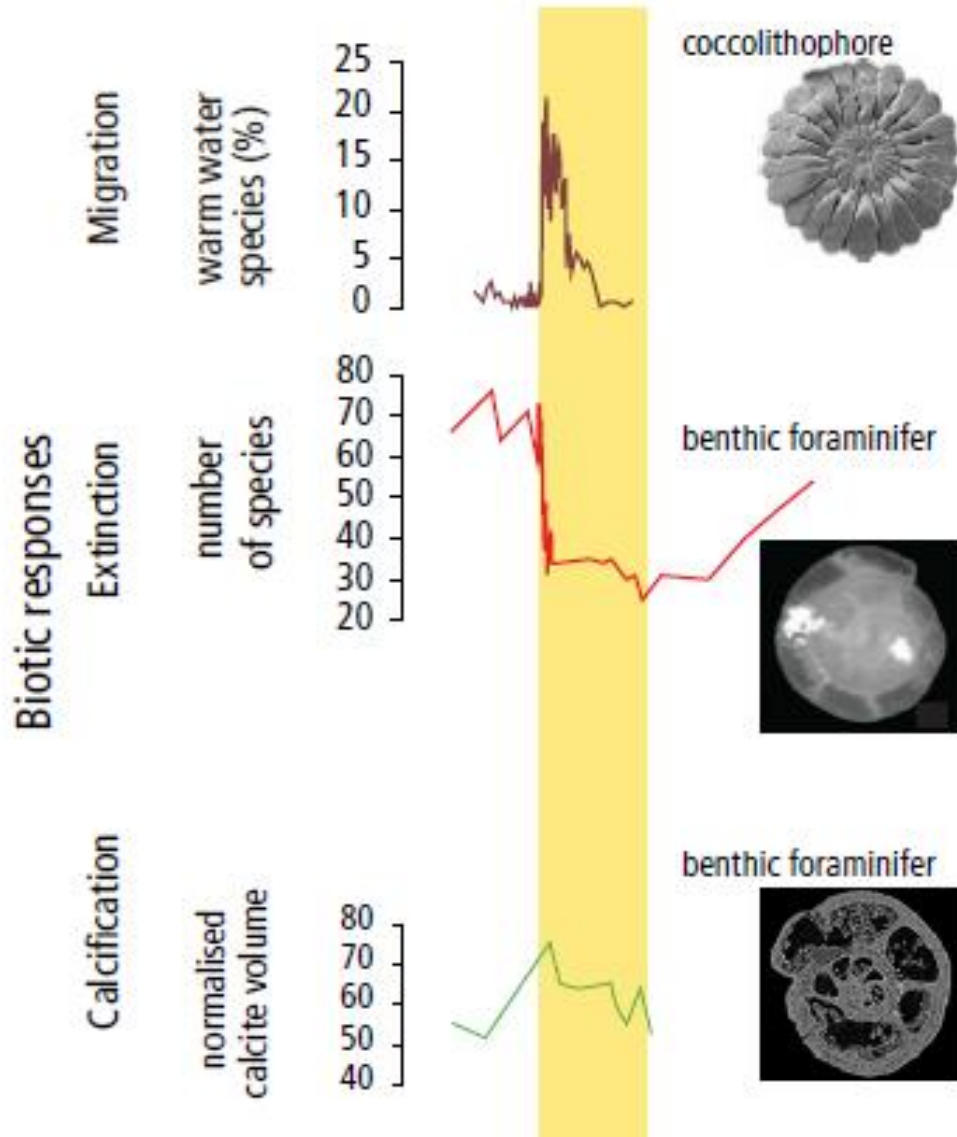 Biotic responses
Migration
warm water
species (%)
25
20
15
10
5
0
coccolithophore
Extinction
number
of species
80
70
60
50
40
30
20
benthic foraminifer
Calcification
normalised
calcite volume
80
70
60
50
40
benthic foraminifer